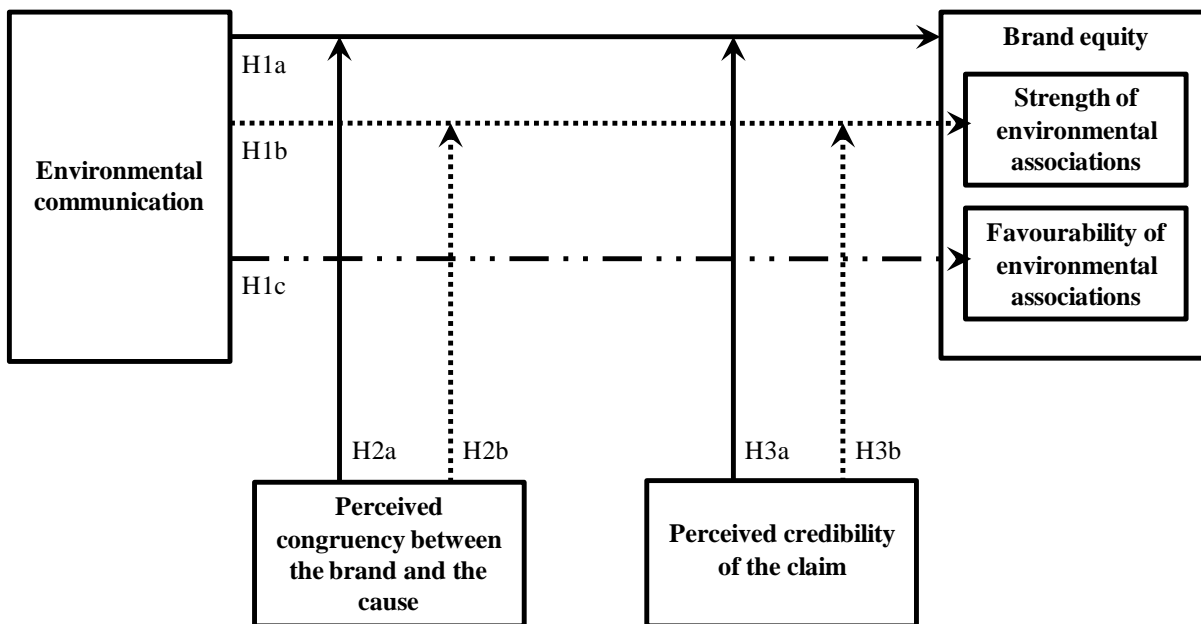 Environmental
communication
H1a
H1b
H1c
Brand equity
Strength of
environmental
associations
Favourability of
environmental
associations
H2a
H2b
H3a
H3b
Perceived
congruency between
the brand and the
cause
Perceived credibility
of the claim